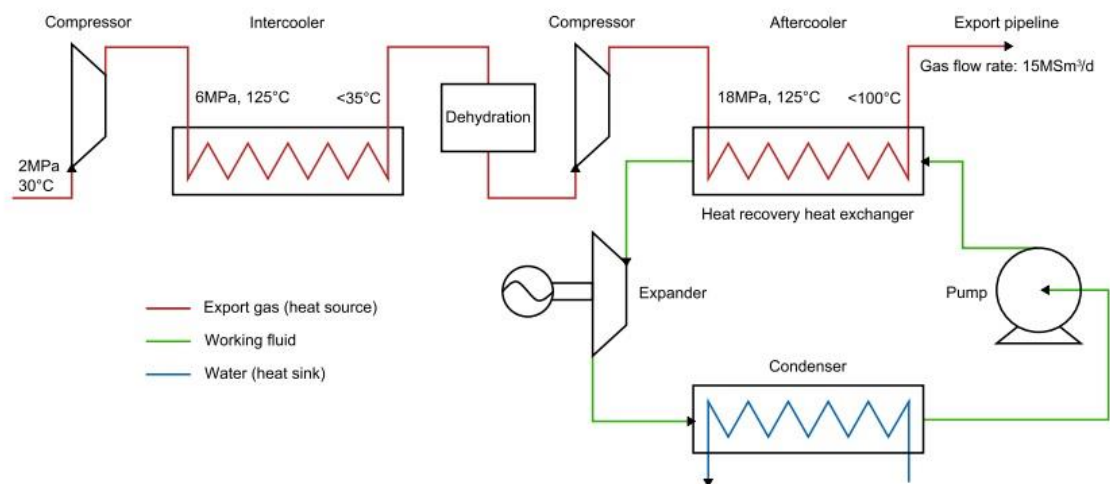 Compressor
Intercooler
Compressor
Aftercooler
Export pipeline
Gas flow rate: 15MSm³/d
6MPa, 125°C
<35°C
18MPa, 125°C
<100°C
Dehydration
2MPa
30°C
Heat recovery heat exchanger
Expander
Pump
Export gas (heat source)
Working fluid
Water (heat sink)
Condenser